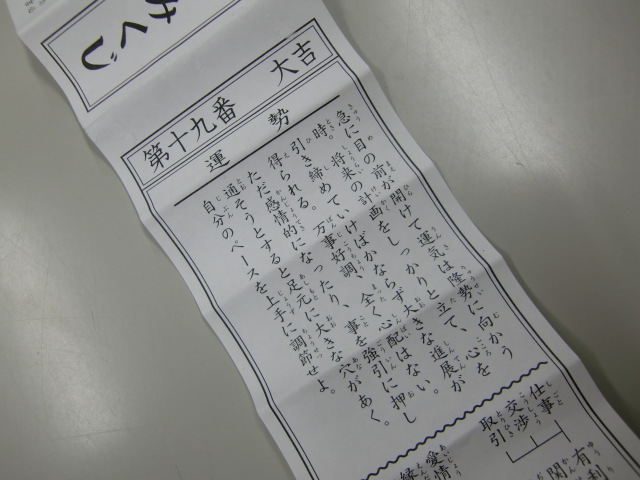 みくじ
第十九番 大吉
運勢
急に目の前が開けて運気は隆勢に向かう
時。将来の計画をしっかりと立て、心を
引き締めていけばかならず大きな進展が
得られる。万事好調、全く心配はない。
ただ感情的になったり、事を強引に押し
通そうとすると足元に大きな穴があく。
自分のペースを上手に調節せよ。
仕事
交渉
取引
有利
関
愛情
縁